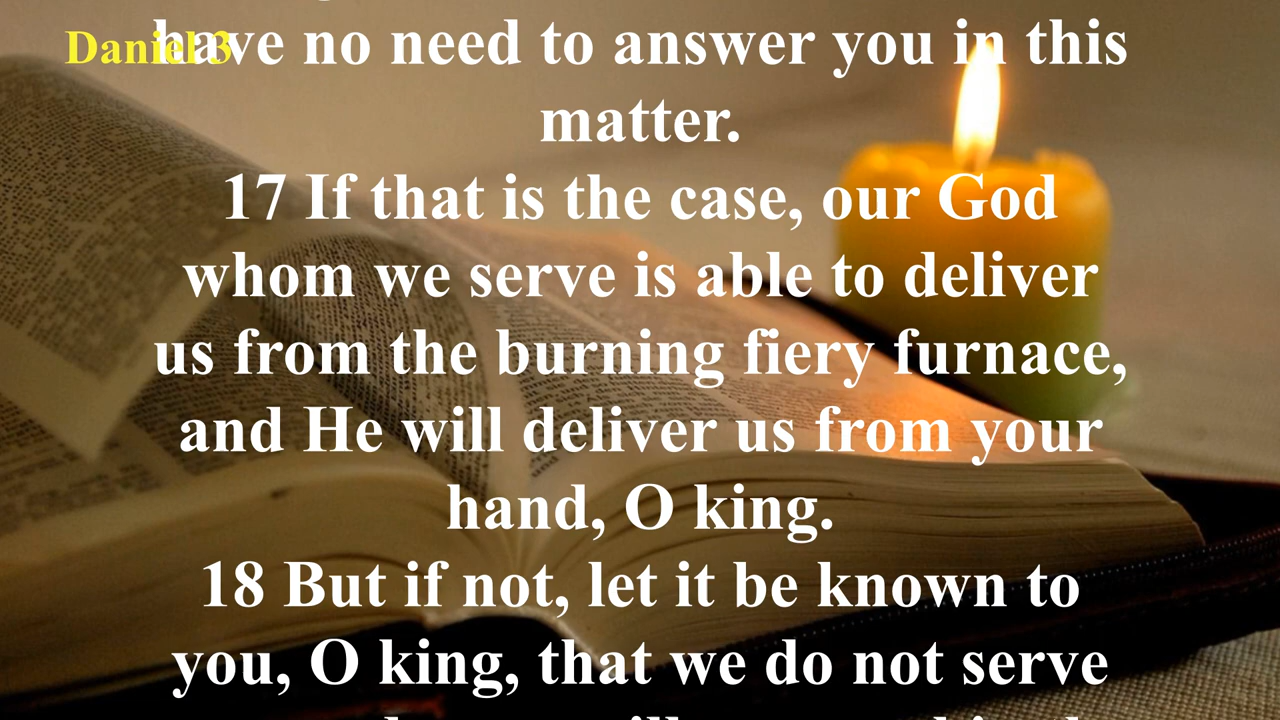 Daniel 3
have no need to answer you in this
matter.
17 If that is the case, our God
whom we serve is able to deliver
us from the burning fiery furnace,
and He will deliver us from your
hand, O king.
18 But if not, let it be known to
you, O king, that we do not serve